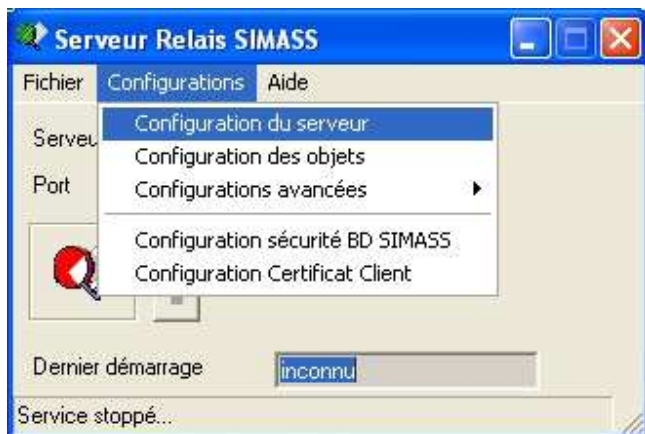 Serveur Relais SIMASS
Fichier Configurations Aide
Configuration du serveur
Configuration des objets
Configurations avancées
Configuration sécurité BD SIMASS
Configuration Certificat Client
Serveu
Port
Dernier démarrage inconnu
Service stoppé...